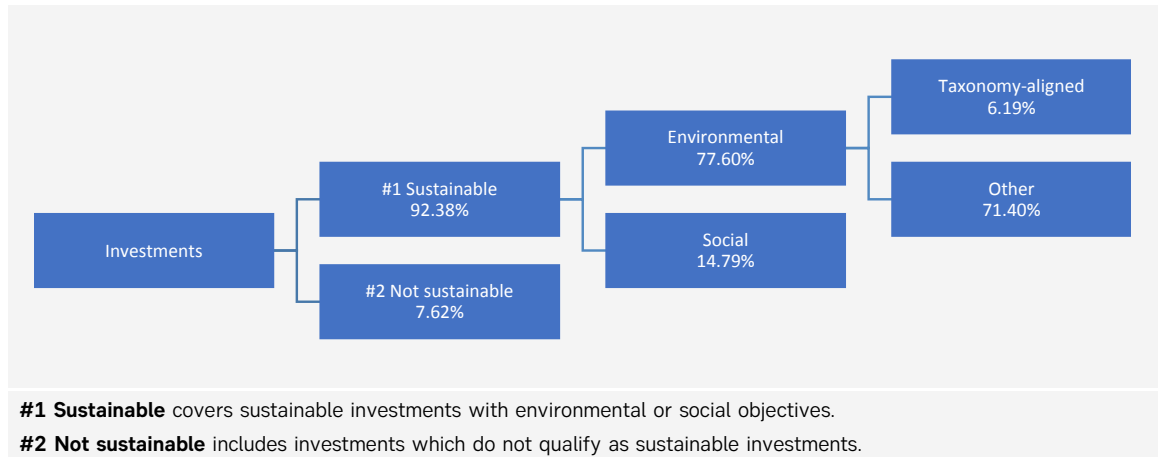 Investments
#1 Sustainable
92.38%
#2 Not sustainable
7.62%
Environmental
77.60%
Social
14.79%
Taxonomy-aligned
6.19%
Other
71.40%
#1 Sustainable covers sustainable investments with environmental or social objectives.
#2 Not sustainable includes investments which do not qualify as sustainable investments.